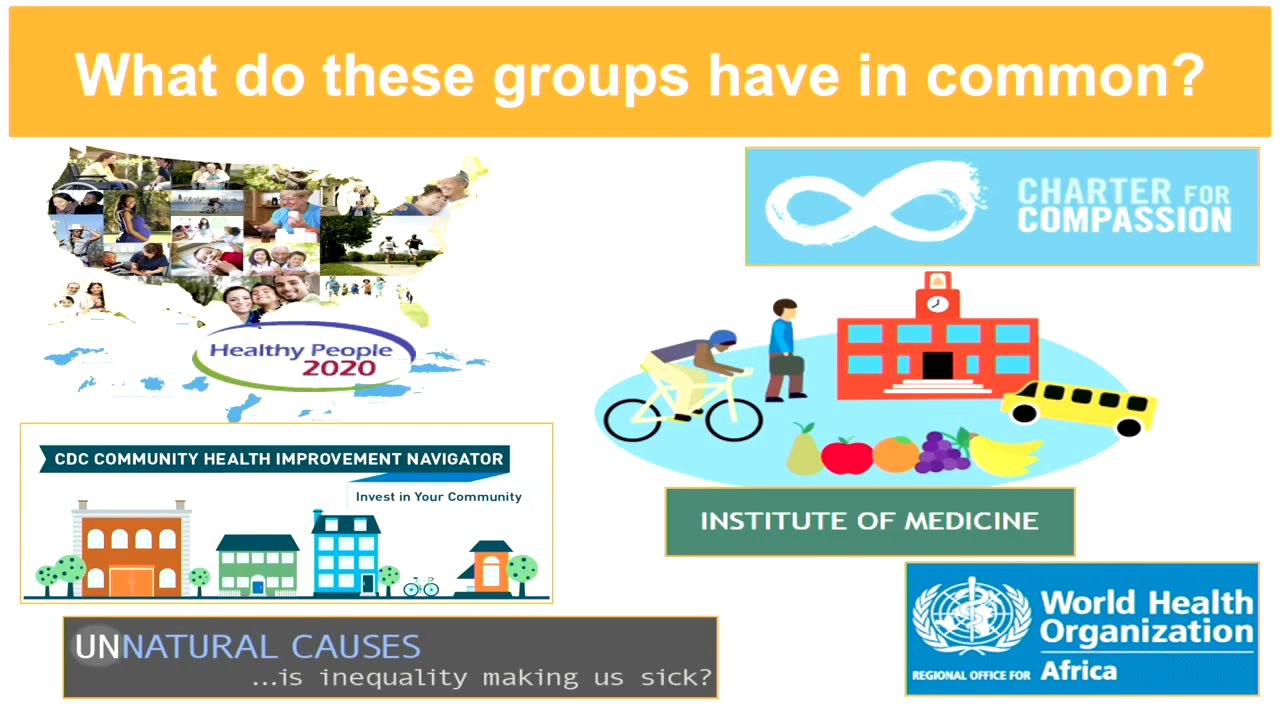 What do these groups have in common?
CHARTER FOR
COMPASSION
Healthy People
2020
CDC COMMUNITY HEALTH IMPROVEMENT NAVIGATOR
Invest in Your Community
INSTITUTE OF MEDICINE
UNNATURAL CAUSES
...is inequality making us sick?
World Health
Organization
REGIONAL OFFICE FOR Africa